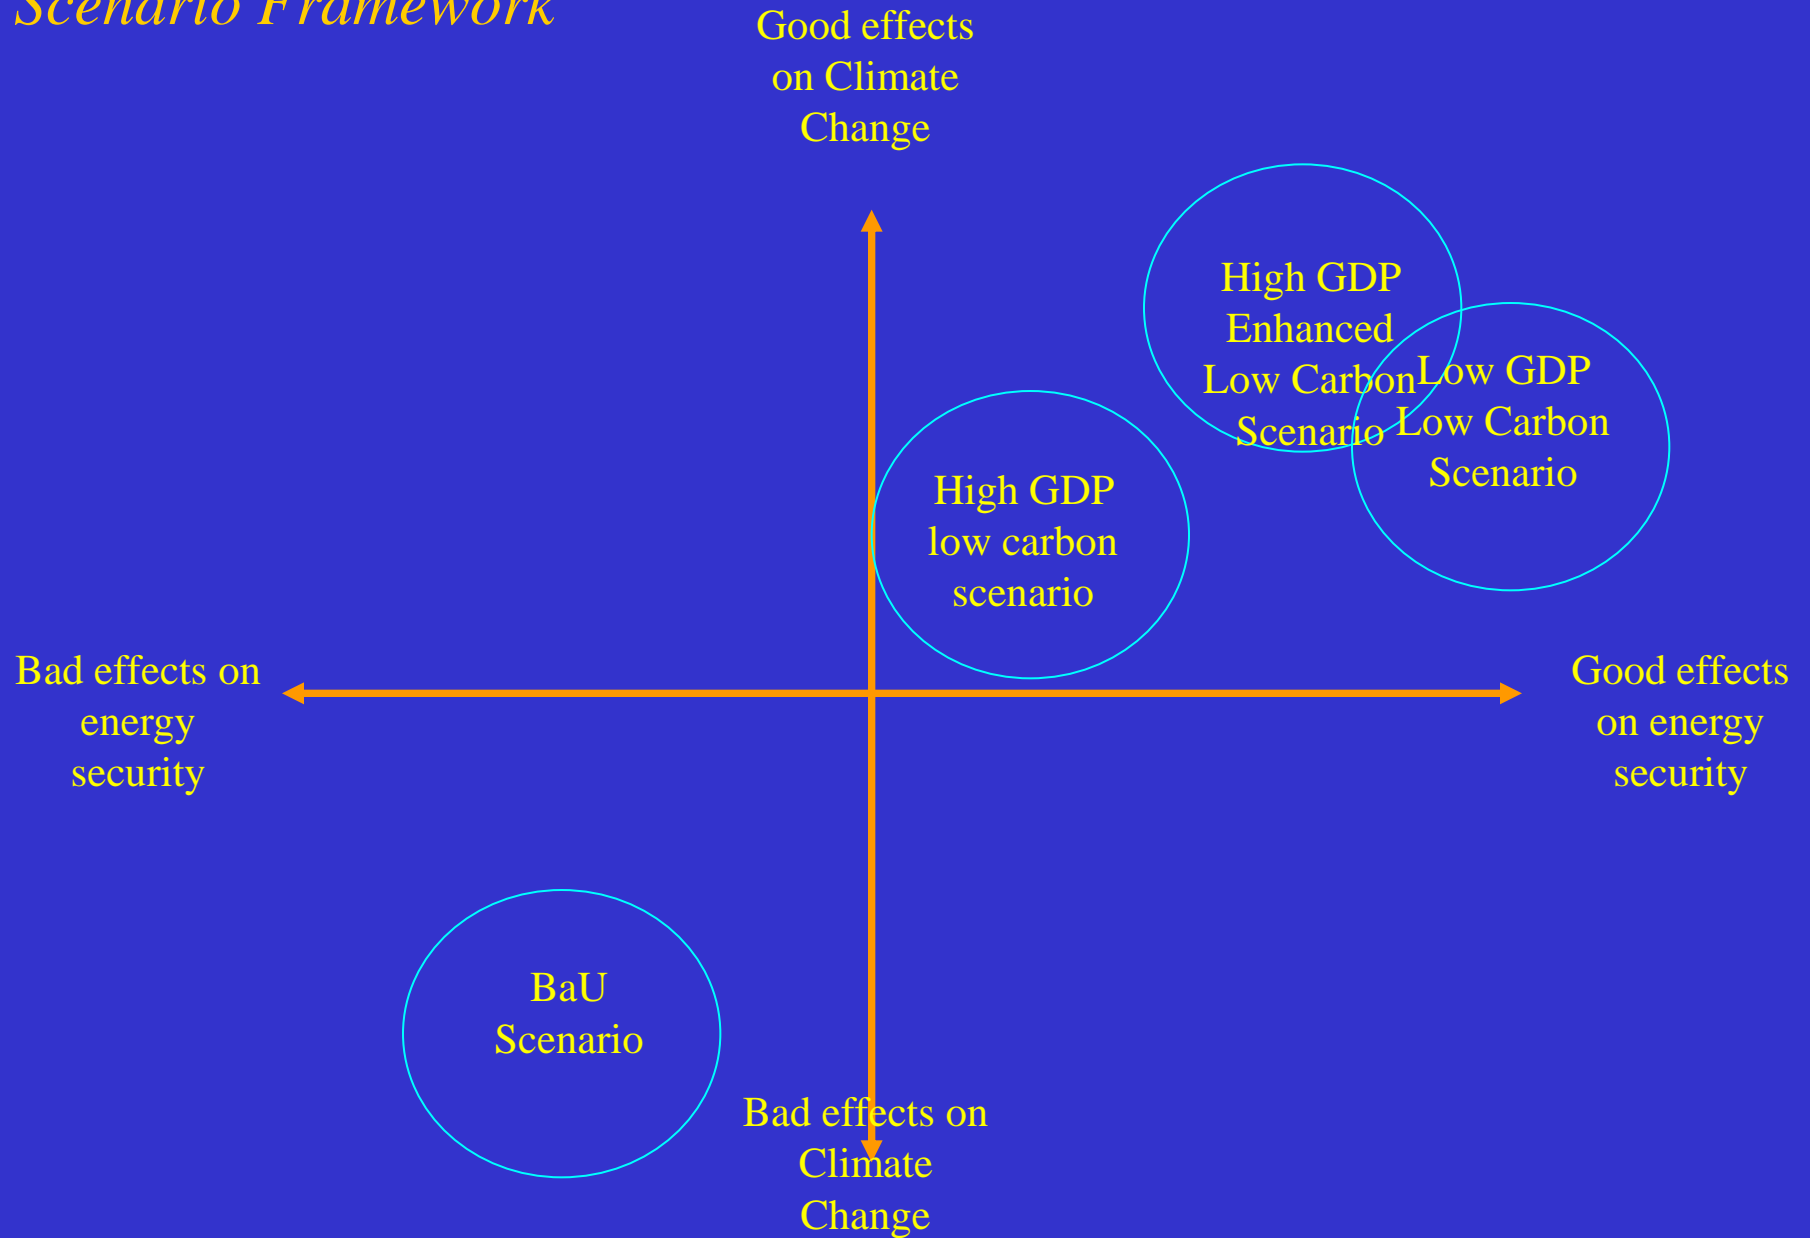 Scenario Framework
Good effects
on Climate
Change
High GDP
Enhanced
Low Carbon
Scenario
Low GDP
Low Carbon
Scenario
High GDP
low carbon
scenario
Bad effects on
energy
security
Good effects
on energy
security
BaU
Scenario
Bad effects on
Climate
Change